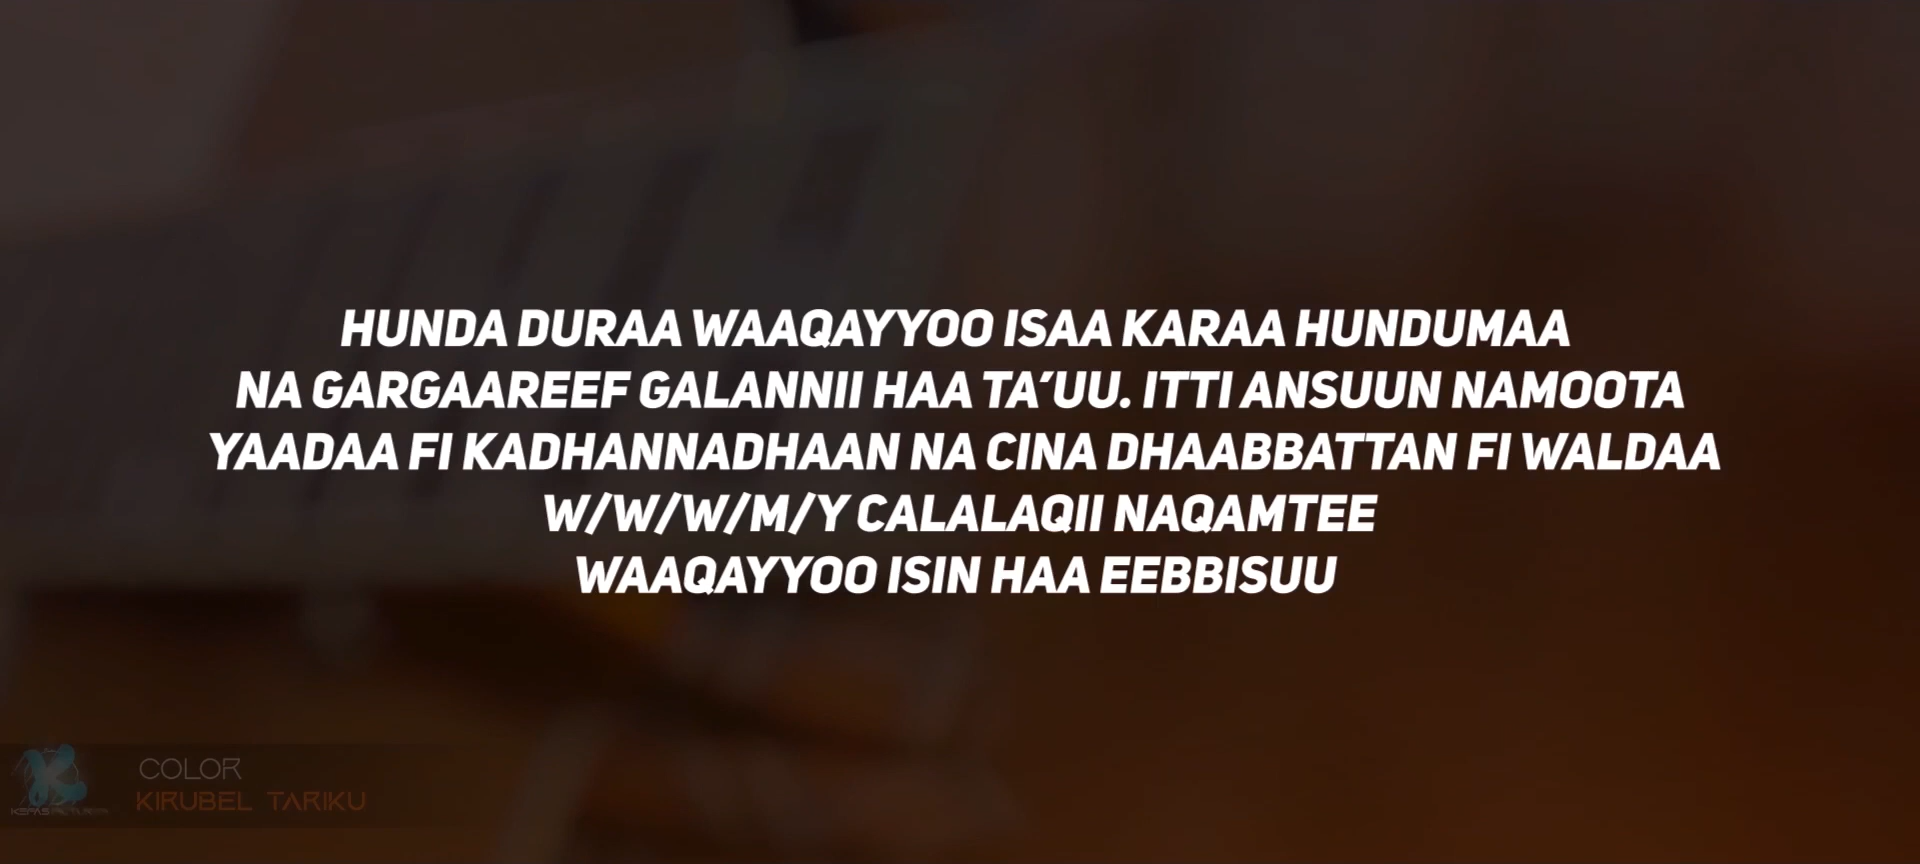 HUNDA DURAA WAAQAYYOO ISAA KARAA HUNDUMAA
NA GARGAAREEF GALANNII HAA TA'UU. ITTI ANSUUN NAMOOTA
YAADAA FI KADHANNADHAAN NA CINA DHAABBATTAN FI WALDAA
W/W/W/M/Y CALALAQII NAQAMTEE
WAAQAYYOO ISIN HAA EEBBISUU
COLOR
KIRUBEL TARIKU